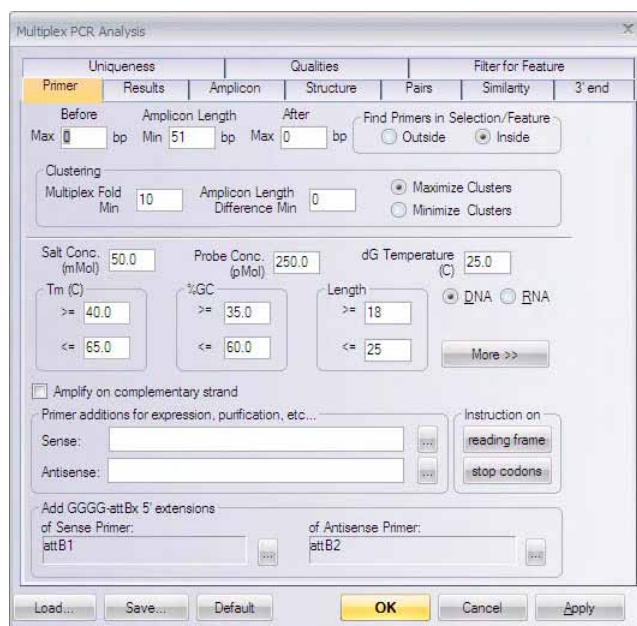 Multiplex PCR Analysis
Uniqueness Qualities Filter for Feature
Primer Results Amplicon Structure Pairs Similarity 3' end
Before Amplicon Length After Find Primers in Selection/Feature
Max 0 bp Min 51 bp Max 0 bp Outside Inside
Clustering
Multiplex Fold Min 10 Amplicon Length Difference Min 0 Maximize Clusters
Minimize Clusters
Salt Conc. (mMol) 50.0 Probe Conc. (pMol) 250.0 dG Temperature (C) 25.0
Tm (C) %GC Length DNA RNA
>= 40.0 >= 35.0 >= 18
<= 65.0 <= 60.0 <= 25 More >>
Amplify on complementary strand
Primer additions for expression, purification, etc... Instruction on
Sense: ... reading frame
Antisense: ... stop codons
Add GGGG-attBx 5' extensions
of Sense Primer: of Antisense Primer:
attB1 ... attB2 ...
Load... Save... Default OK Cancel Apply